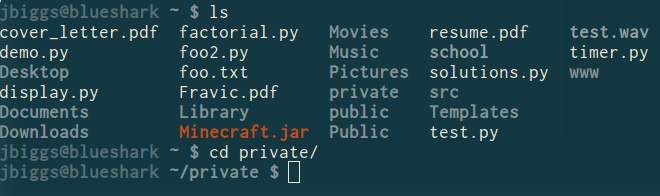 jbiggs@blueshark ~ $ ls
cover_letter.pdf factorial.py Movies resume.pdf test.wav
demo.py foo2.py Music school timer.py
Desktop foo.txt Pictures solutions.py www
display.py Fravic.pdf private src
Documents Library public Templates
Downloads Minecraft.jar Public test.py
jbiggs@blueshark ~ $ cd private/
jbiggs@blueshark ~/private $